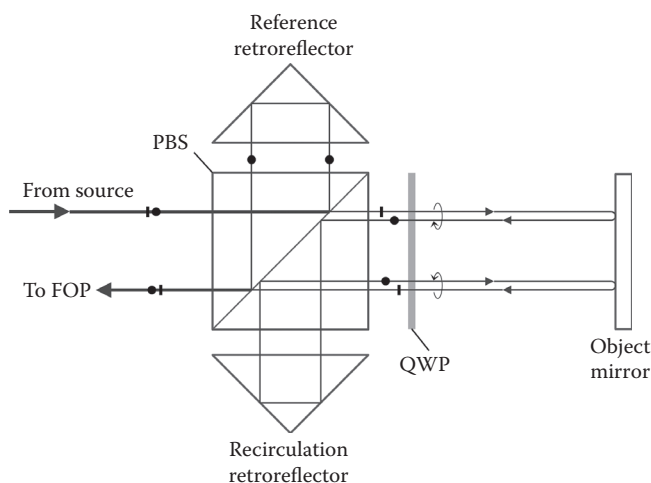 Reference
retroreflector
PBS
From source
To FOP
QWP
Object
mirror
Recirculation
retroreflector